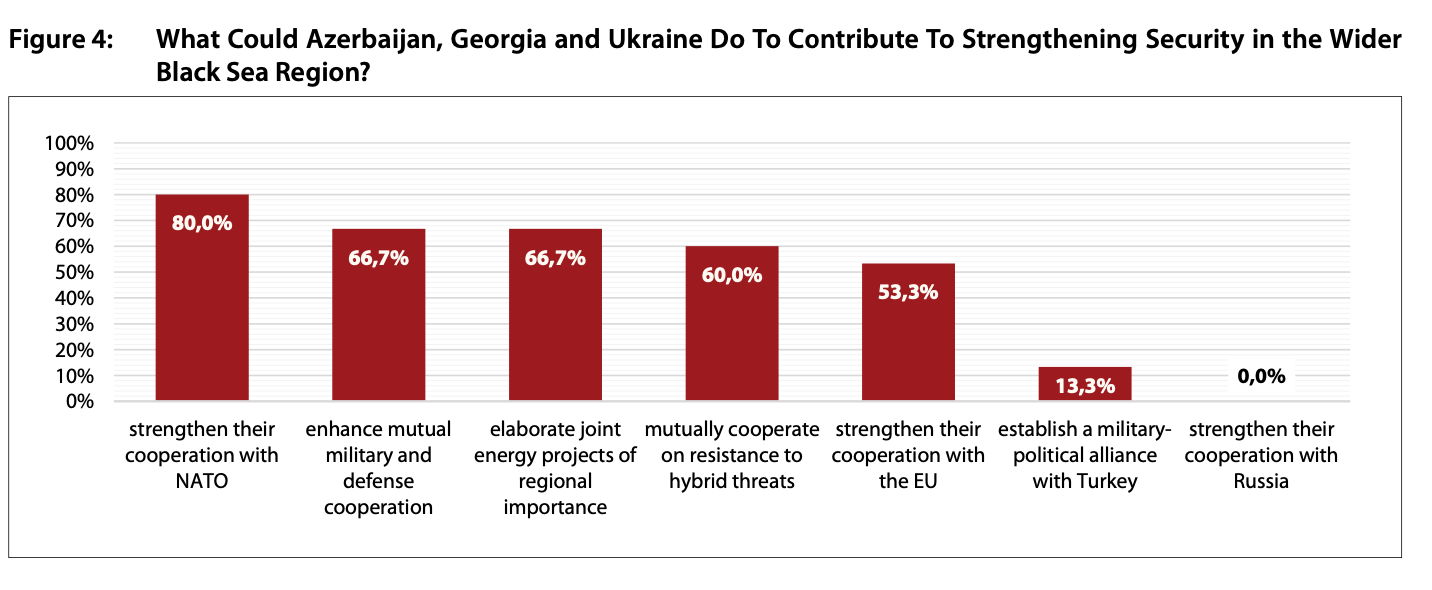 Figure 4: What Could Azerbaijan, Georgia and Ukraine Do To Contribute To Strengthening Security in the Wider
Black Sea Region?
100%
90%
80%
70%
60%
50%
40%
30%
20%
10%
0%
80,0%
66,7%
66,7%
60,0%
53,3%
13,3%
0,0%
strengthen their
cooperation with
NATO
enhance mutual
military and
defense
cooperation
elaborate joint
energy projects of
regional
importance
mutually cooperate
on resistance to
hybrid threats
strengthen their
cooperation with
the EU
establish a military-
political alliance
with Turkey
strengthen their
cooperation with
Russia